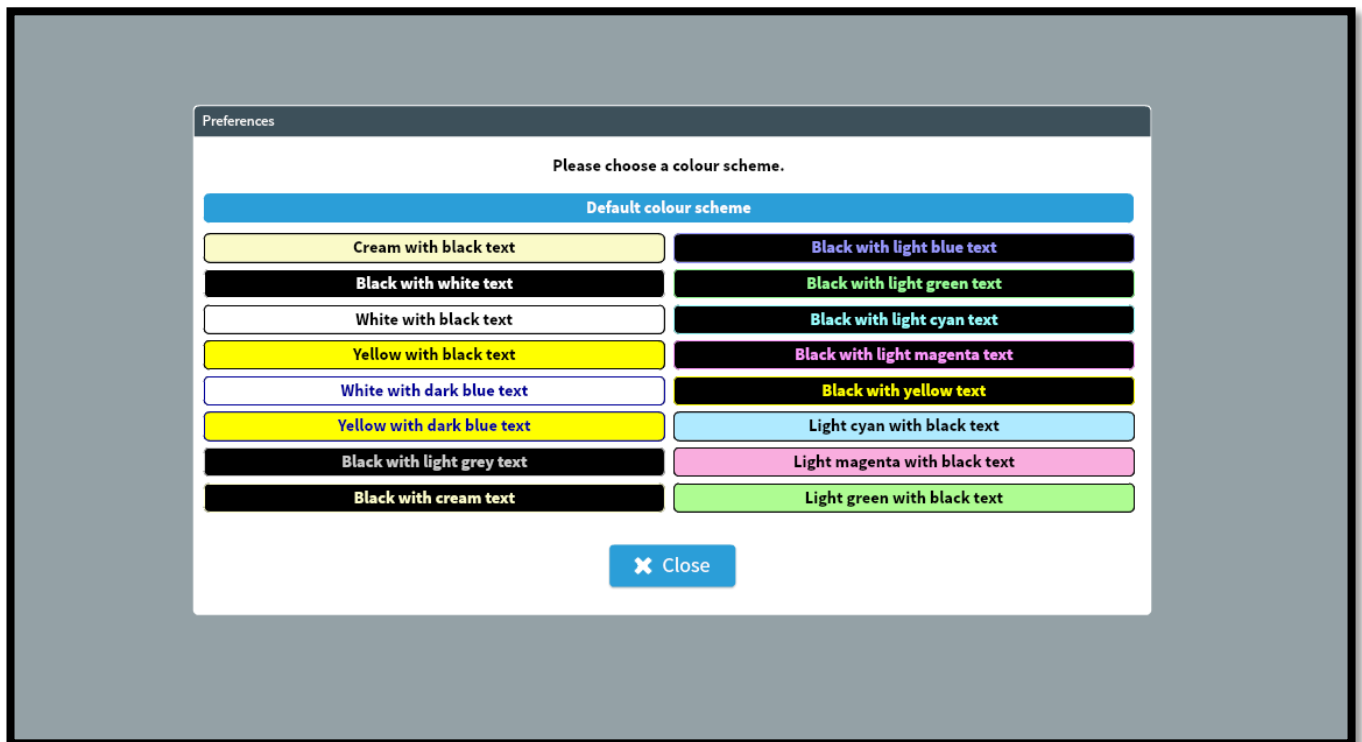 Preferences
Please choose a colour scheme.
Default colour scheme
Cream with black text
Black with light blue text
Black with white text
Black with light green text
White with black text
Black with light cyan text
Yellow with black text
Black with light magenta text
White with dark blue text
Black with yellow text
Yellow with dark blue text
Light cyan with black text
Black with light grey text
Light magenta with black text
Black with cream text
Light green with black text
Close